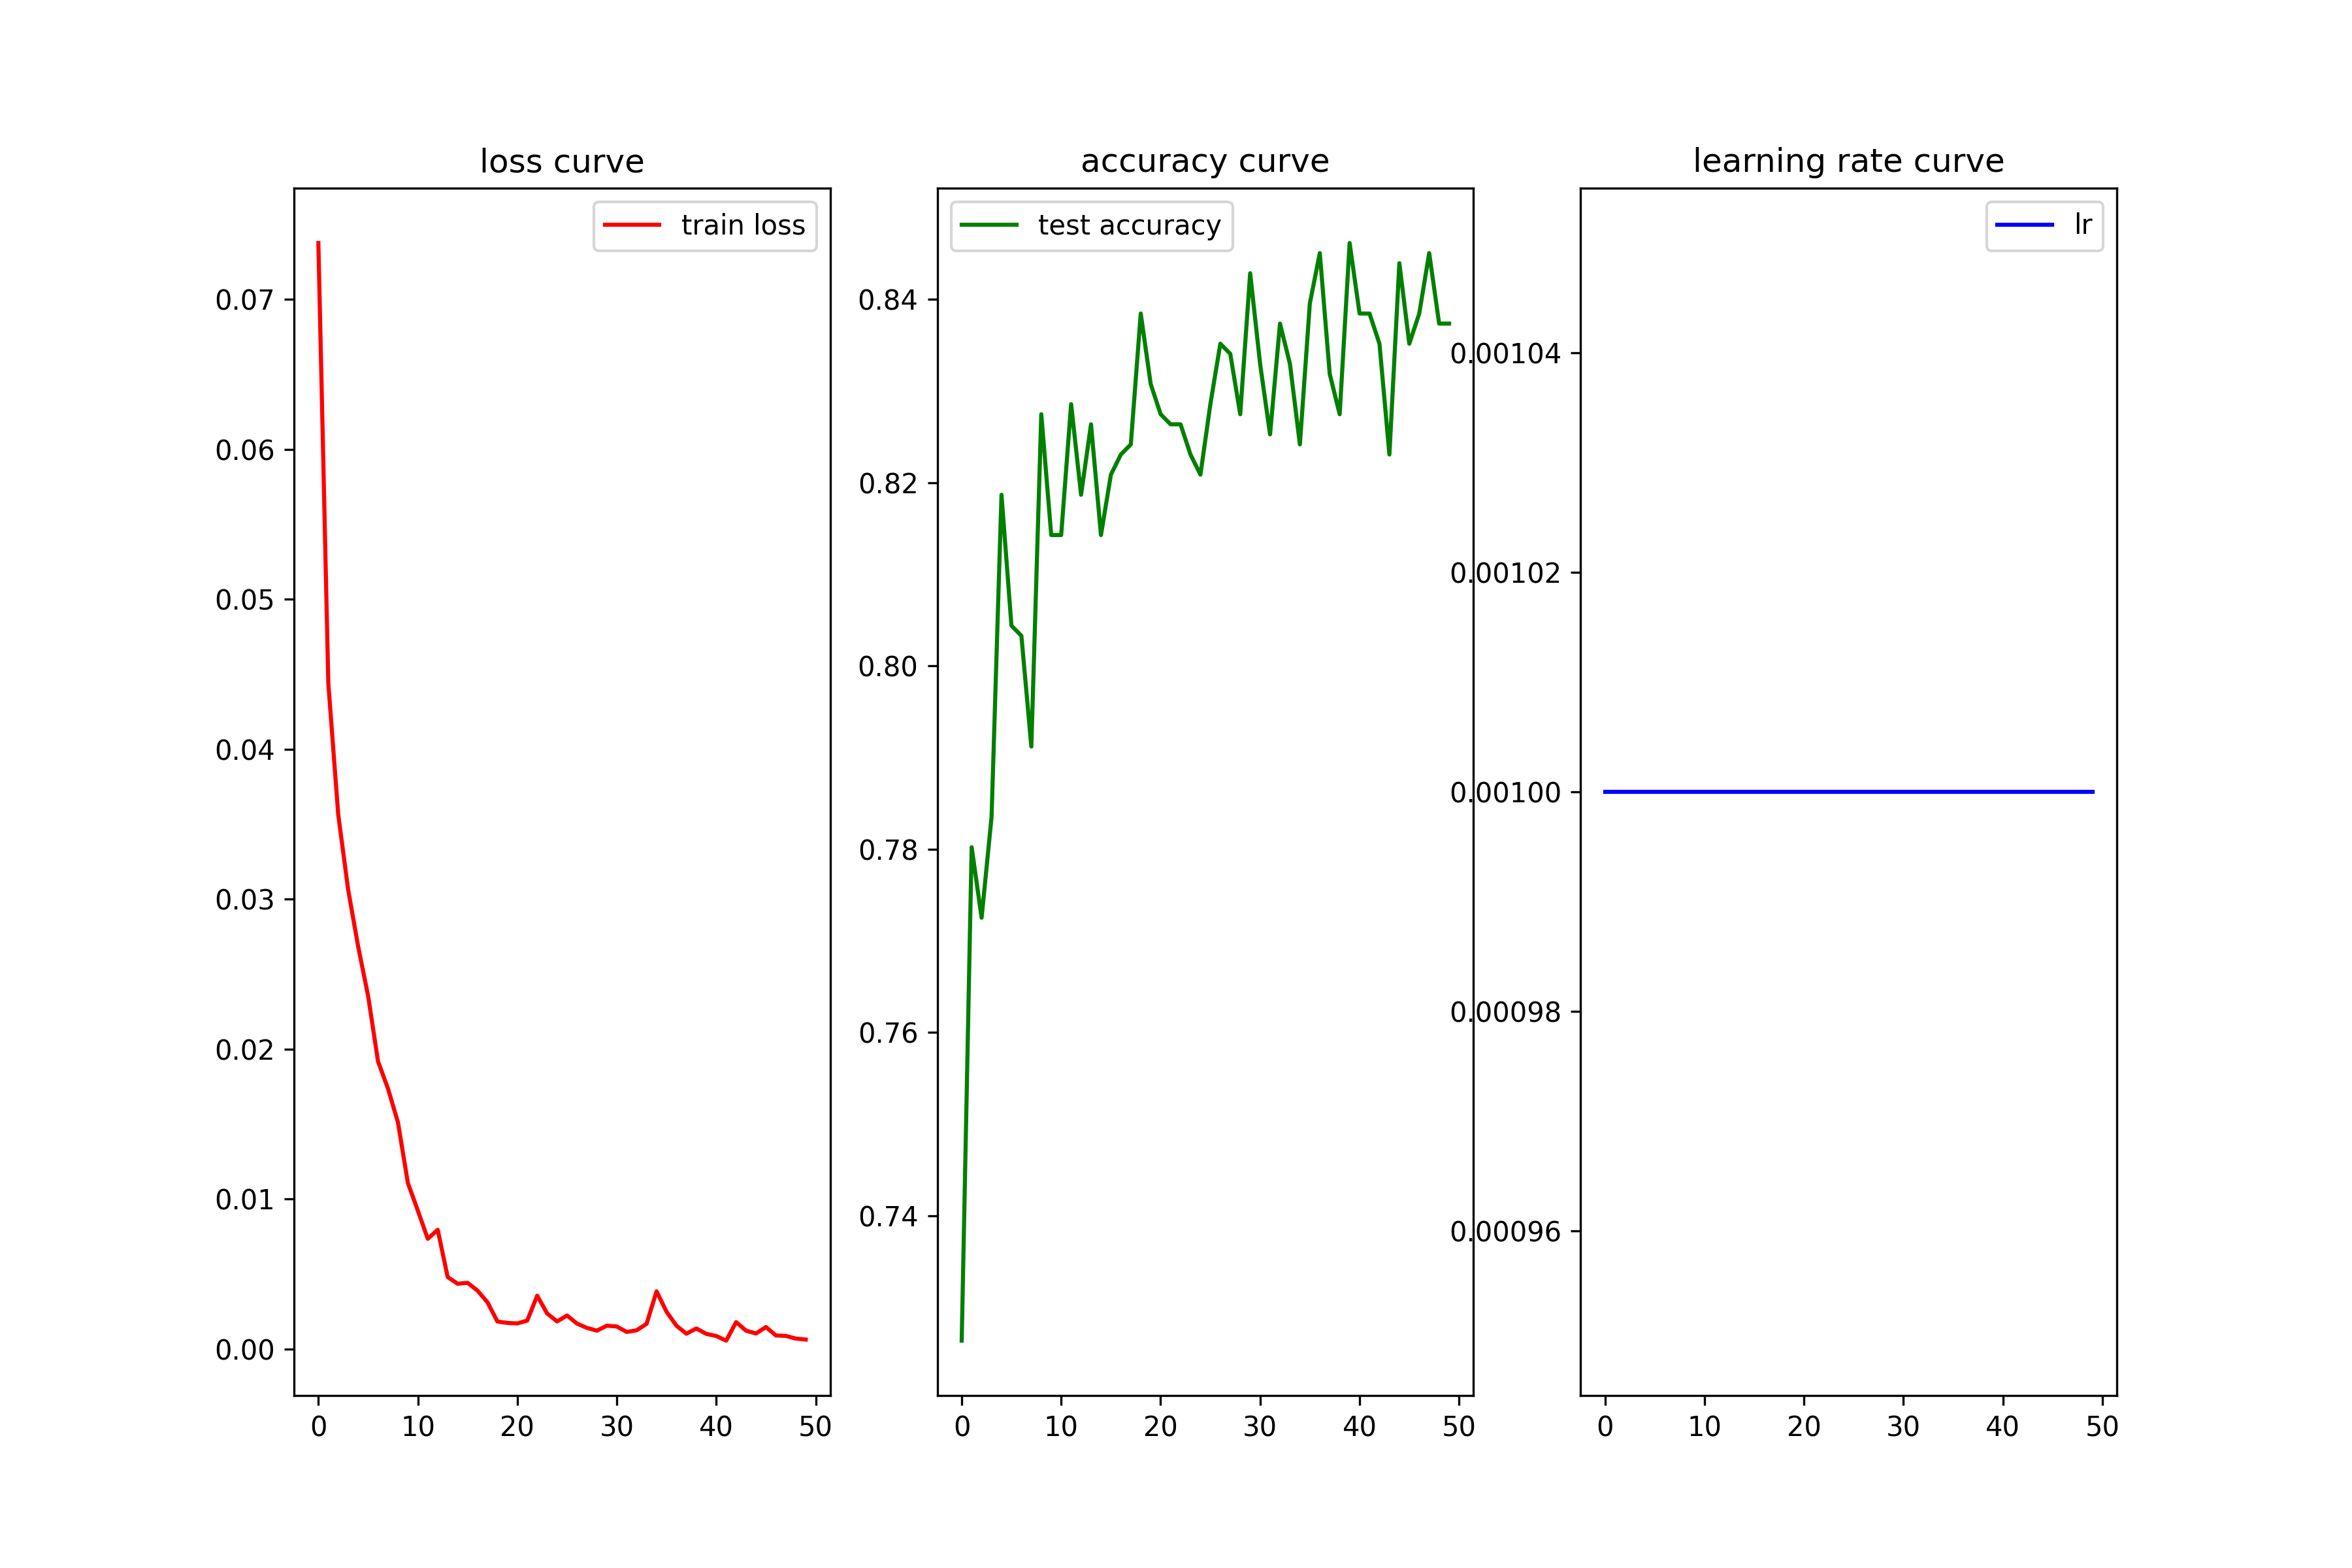 loss curve
train loss
0.07
0.06
0.05
0.04
0.03
0.02
0.01
0.00
0 10 20 30 40 50
accuracy curve
test accuracy
0.84
0.82
0.80
0.78
0.76
0.74
0 10 20 30 40 50
learning rate curve
lr
0.00104
0.00102
0.00100
0.00098
0.00096
0 10 20 30 40 50